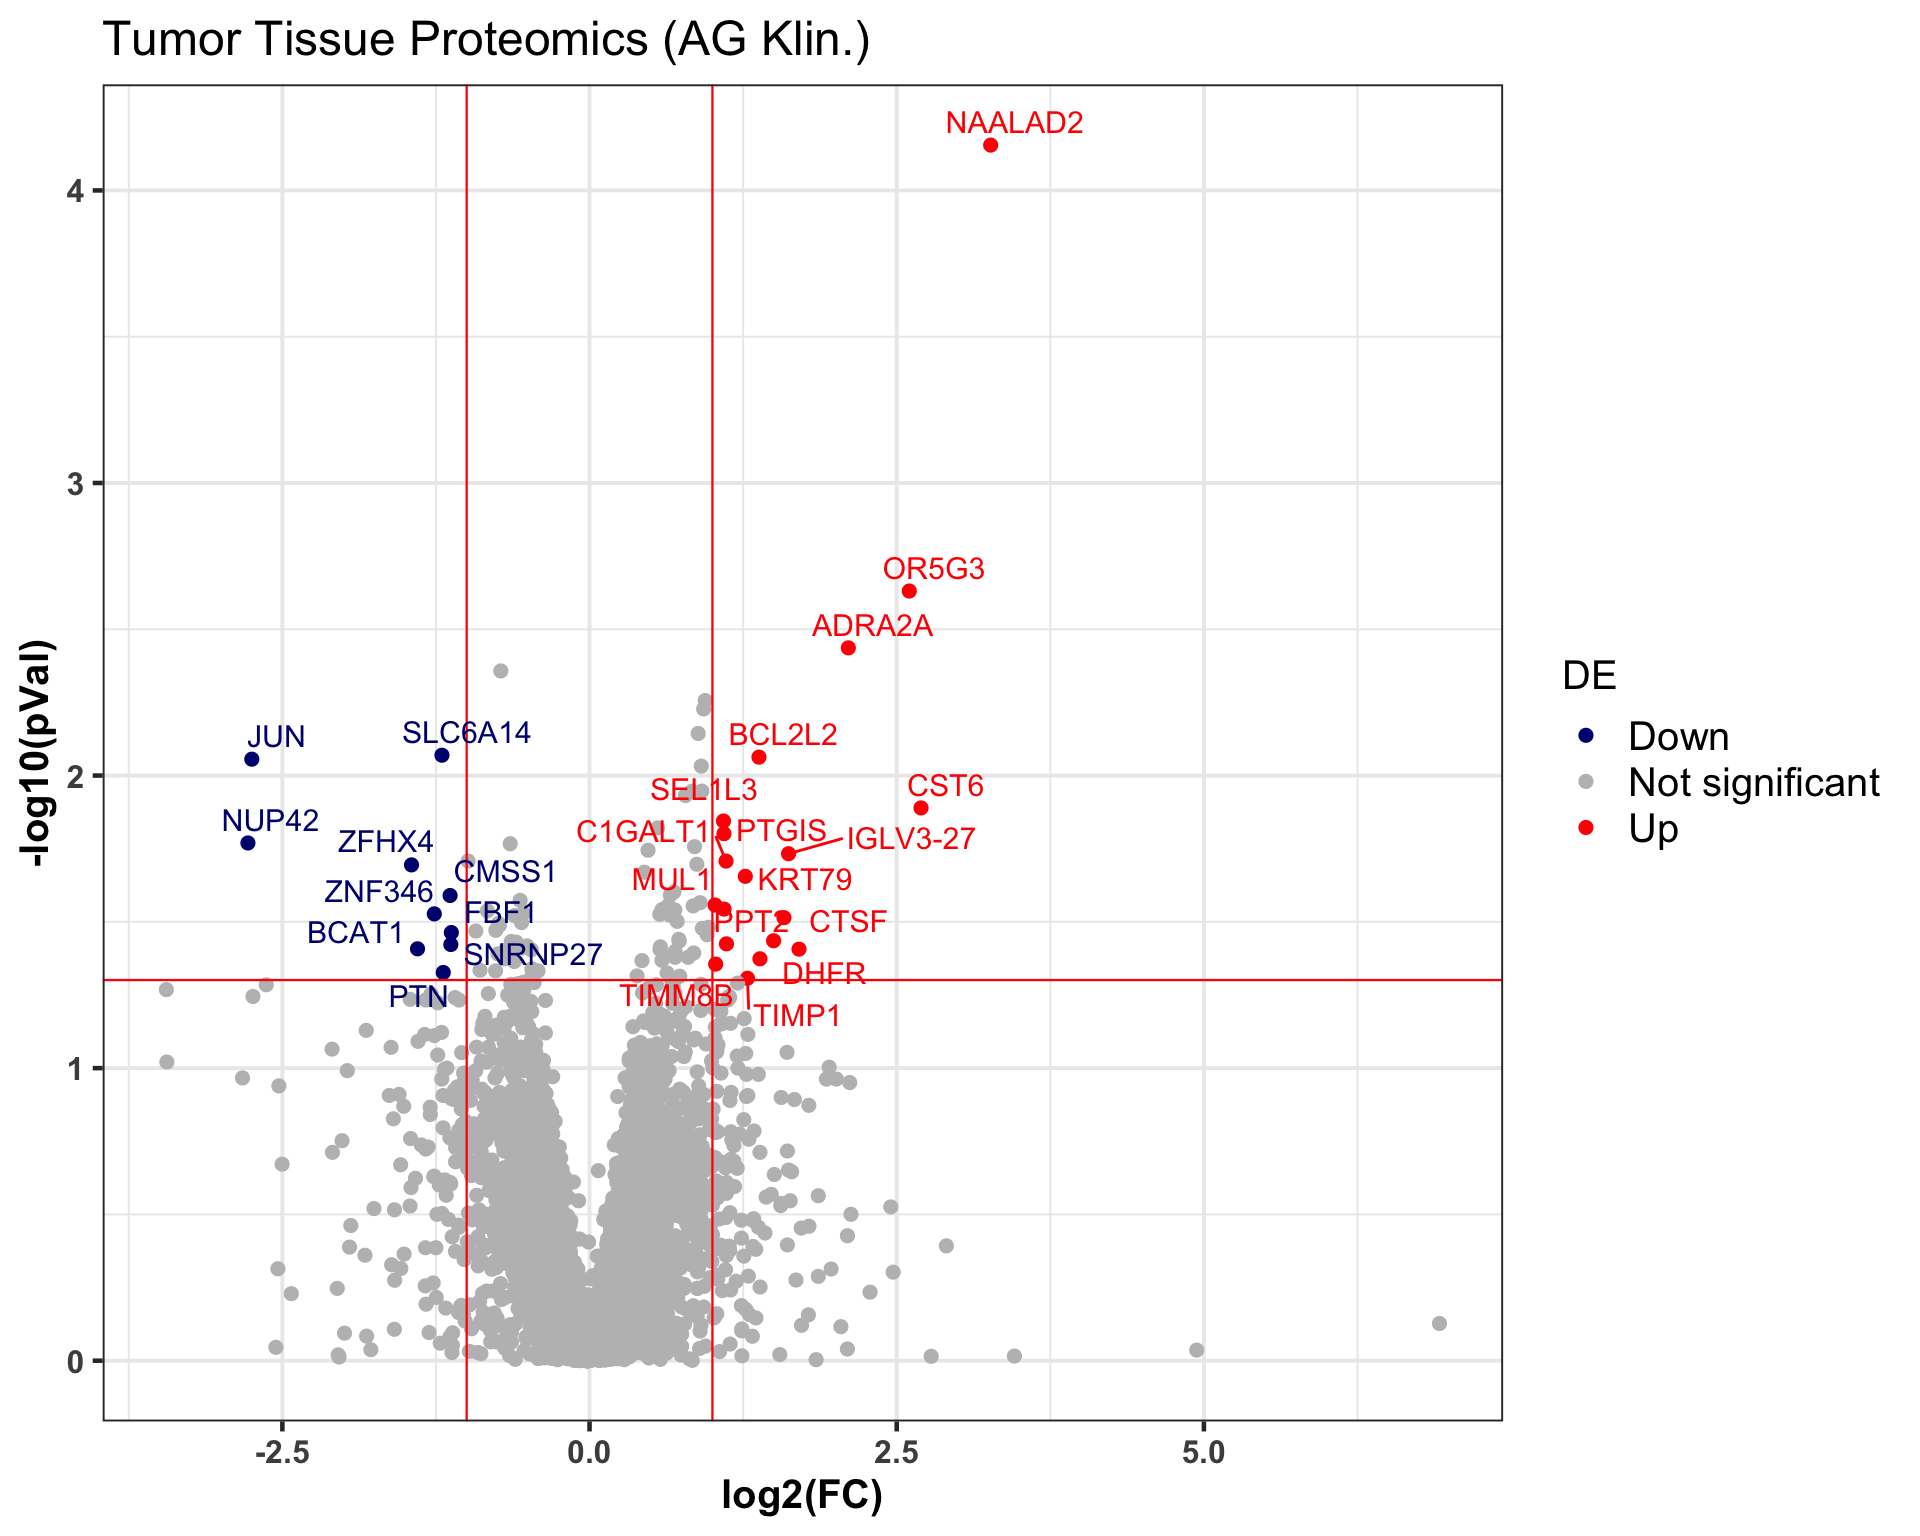 Tumor Tissue Proteomics (AG Klin.)
NAALAD2
4
3
OR5G3
ADRA2A
-log10(pVal)
DE
Down
Not significant
Up
JUN
SLC6A14
BCL2L2
2
SEL1L3
CST6
NUP42
ZFHX4
C1GALT1
PTGIS
IGLV3-27
CMSS1
MUL1
KRT79
ZNF346
FBF1
PPT2
CTSF
BCAT1
SNRNP27
DHFR
PTN
TIMM8B
TIMP1
1
0
-2.5
0.0
2.5
5.0
log2(FC)